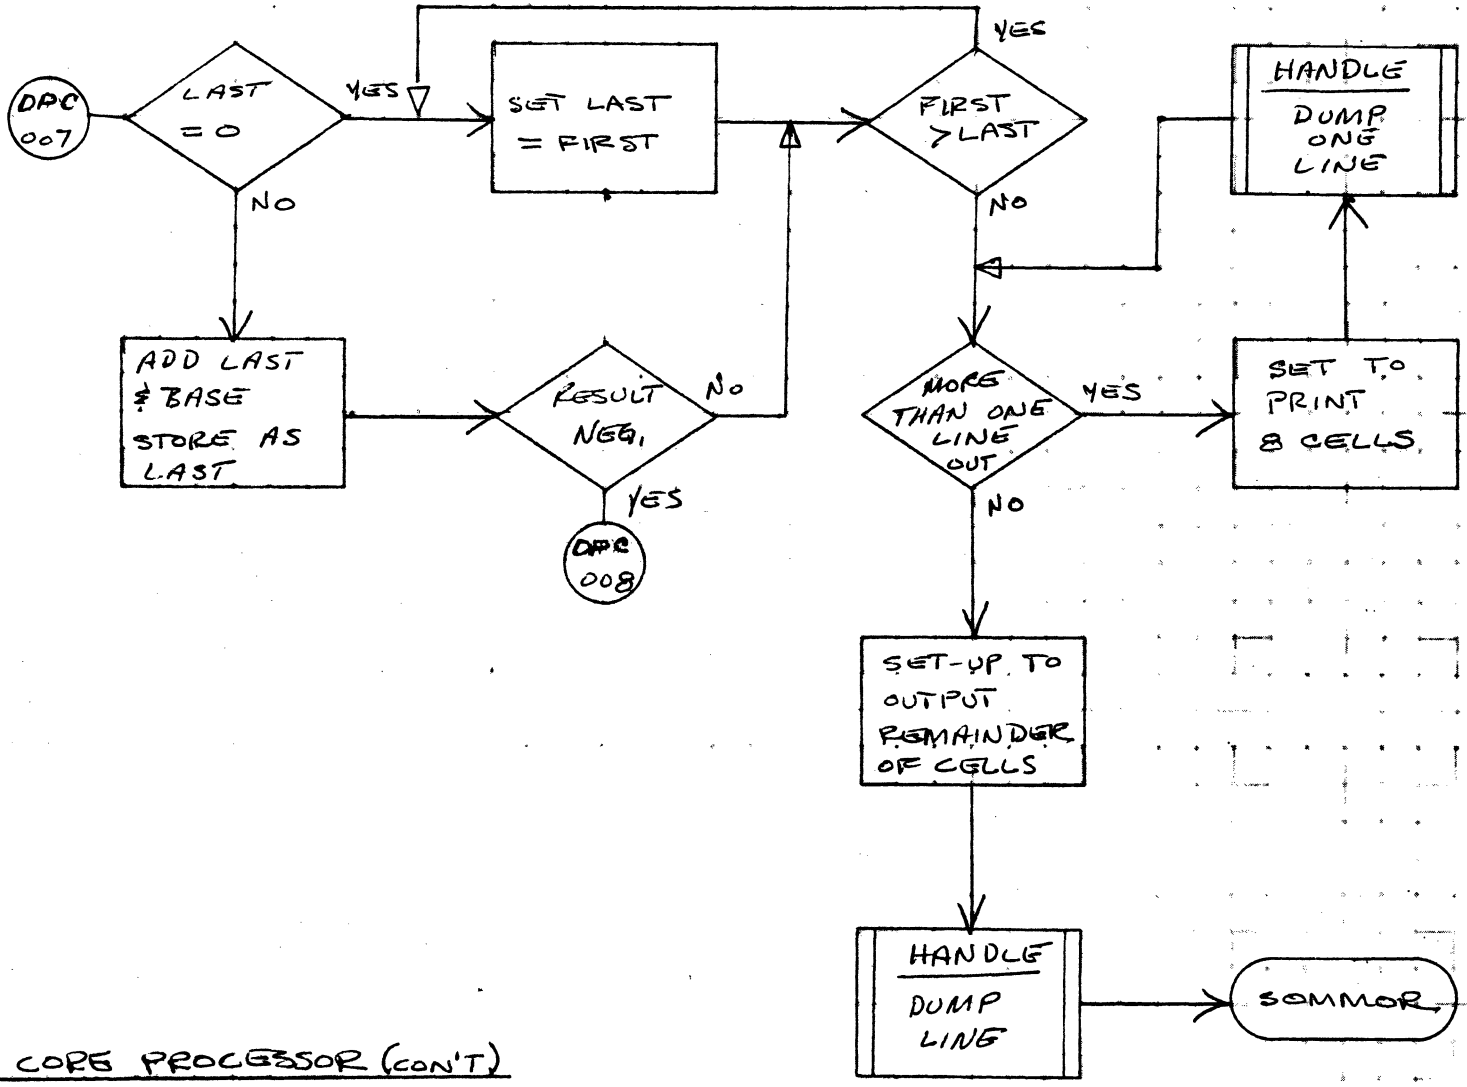 DPC
007
LAST
= 0
YES
NO
SET LAST
= FIRST
YES
FIRST
> LAST
NO
HANDLE
DUMP
ONE
LINE
ADD LAST
& BASE
STORE AS
LAST
RESULT
NEG.
NO
YES
DPC
008
MORE
THAN ONE
LINE
OUT
YES
NO
SET TO
PRINT
8 CELLS
SET-UP TO
OUTPUT
REMAINDER
OF CELLS
HANDLE
DUMP
LINE
SOMMOR
CORE PROCESSOR (CON'T)